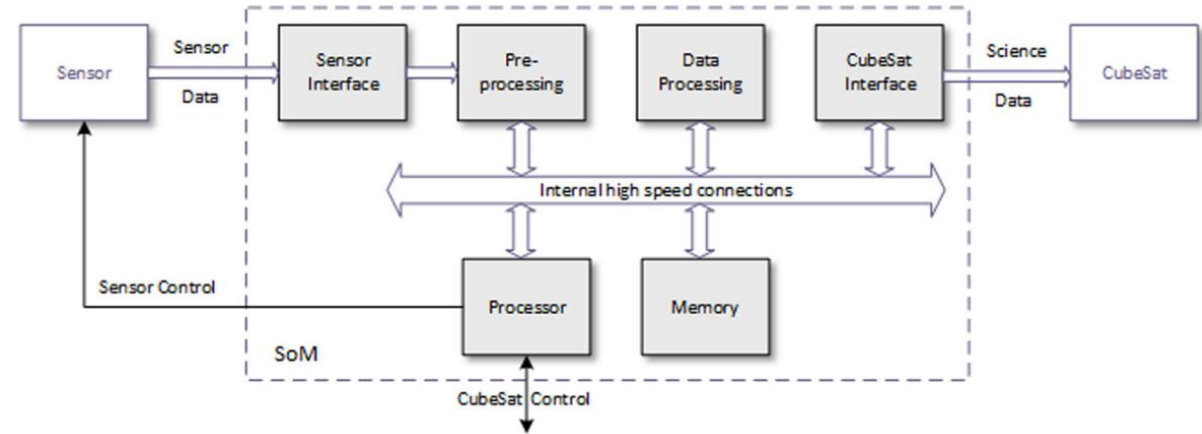 Sensor
Sensor
Data
Sensor
Interface
Pre-
processing
Data
Processing
CubeSat
Interface
Science
Data
CubeSat
Internal high speed connections
Sensor Control
Processor
Memory
SoM
CubeSat Control